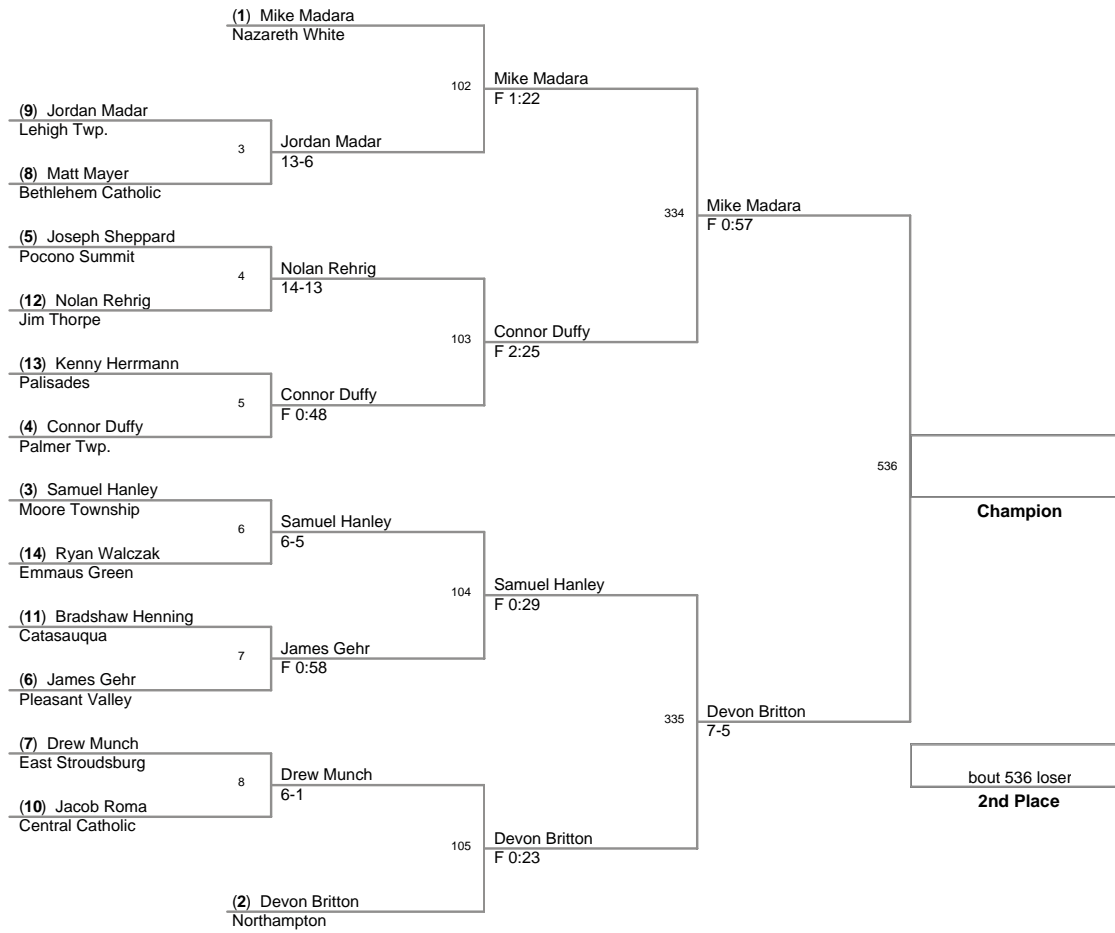 (1) Mike Madara
Nazareth White
102
Mike Madara
F 1:22
(9) Jordan Madar
Lehigh Twp.
3
Jordan Madar
13-6
(8) Matt Mayer
Bethlehem Catholic
334
Mike Madara
F 0:57
(5) Joseph Sheppard
Pocono Summit
4
Nolan Rehrig
14-13
(12) Nolan Rehrig
Jim Thorpe
103
Connor Duffy
F 2:25
(13) Kenny Herrmann
Palisades
5
Connor Duffy
F 0:48
(4) Connor Duffy
Palmer Twp.
536
Champion
(3) Samuel Hanley
Moore Township
6
Samuel Hanley
6-5
(14) Ryan Walczak
Emmaus Green
104
Samuel Hanley
F 0:29
(11) Bradshaw Henning
Catasauqua
7
James Gehr
F 0:58
(6) James Gehr
Pleasant Valley
335
Devon Britton
7-5
(7) Drew Munch
East Stroudsburg
8
Drew Munch
6-1
(10) Jacob Roma
Central Catholic
bout 536 loser
2nd Place
105
Devon Britton
F 0:23
(2) Devon Britton
Northampton